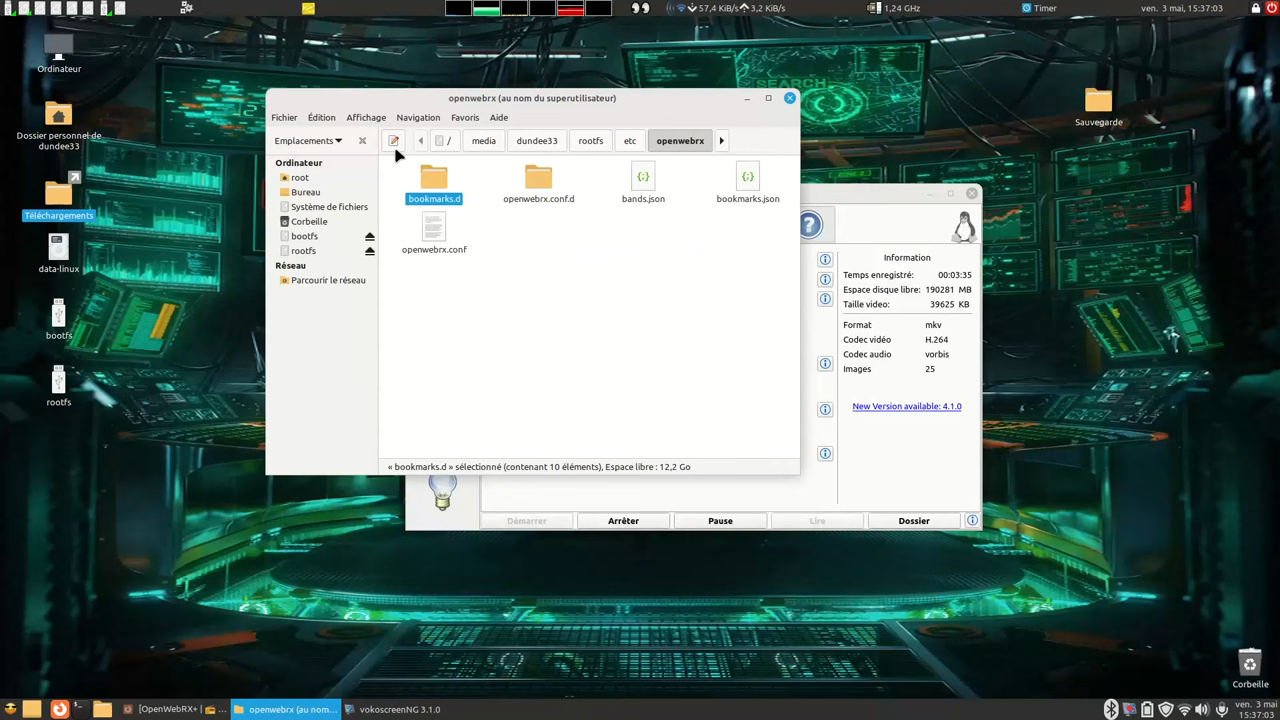 57,4 KiB/s 3,2 KiB/s
1,24 GHz
Timer
ven. 3 mai, 15:37:03
Ordinateur
Dossier personnel de
dundee33
Téléchargements
data-linux
bootfs
rootfs
Sauvegarde
Corbeille
SEARCH
openwebrx (au nom du superutilisateur)
Fichier Édition Affichage Navigation Favoris Aide
Emplacements / media dundee33 rootfs etc openwebrx
Ordinateur
root
Bureau
Système de fichiers
Corbeille
bootfs
rootfs
Réseau
Parcourir le réseau
bookmarks.d openwebrx.conf.d bands.json bookmarks.json
openwebrx.conf
« bookmarks.d » sélectionné (contenant 10 éléments), Espace libre : 12,2 Go
Information
Temps enregistré: 00:03:35
Espace disque libre: 190281 MB
Taille video: 39625 KB
Format mkv
Codec vidéo H.264
Codec audio vorbis
Images 25
New Version available: 4.1.0
Démarrer Arrêter Pause Lire Dossier
[OpenWebRX+ | ... openwebrx (au nom... vokoscreenNG 3.1.0
ven. 3 mai
15:37:03